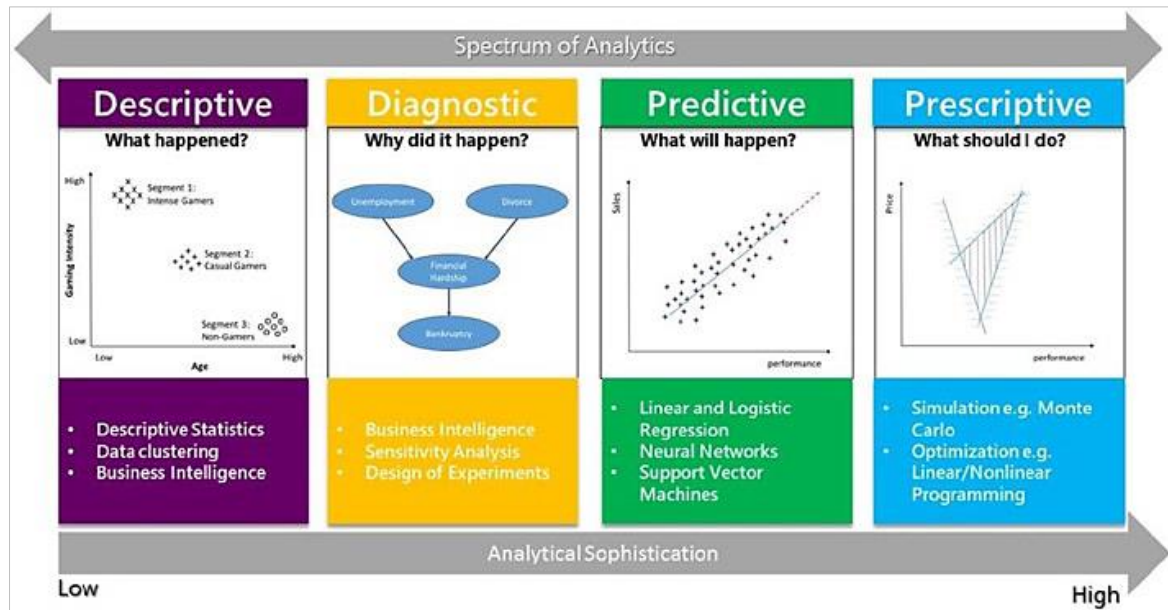 Spectrum of Analytics
Descriptive
What happened?
High
Gaming Intensity
Low
Segment 1:
Intense Gamers
Segment 2:
Casual Gamers
Segment 3:
Non-Gamers
Low
High
Age
• Descriptive Statistics
• Data clustering
• Business Intelligence
Diagnostic
Why did it happen?
Unemployment
Divorce
Financial
Hardship
Bankruptcy
• Business Intelligence
• Sensitivity Analysis
• Design of Experiments
Predictive
What will happen?
Sales
performance
• Linear and Logistic
Regression
• Neural Networks
• Support Vector
Machines
Prescriptive
What should I do?
Price
performance
• Simulation e.g. Monte
Carlo
• Optimization e.g.
Linear/Nonlinear
Programming
Analytical Sophistication
Low
High